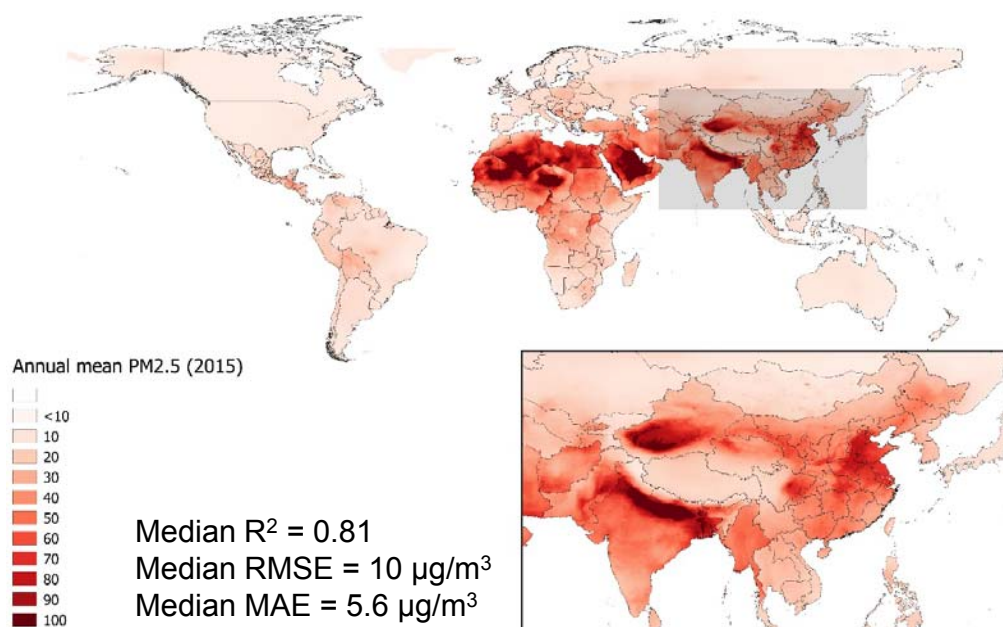 Annual mean PM2.5 (2015)
<10
10
20
30
40
50
60
70
80
90
100
Median R² = 0.81
Median RMSE = 10 µg/m³
Median MAE = 5.6 µg/m³